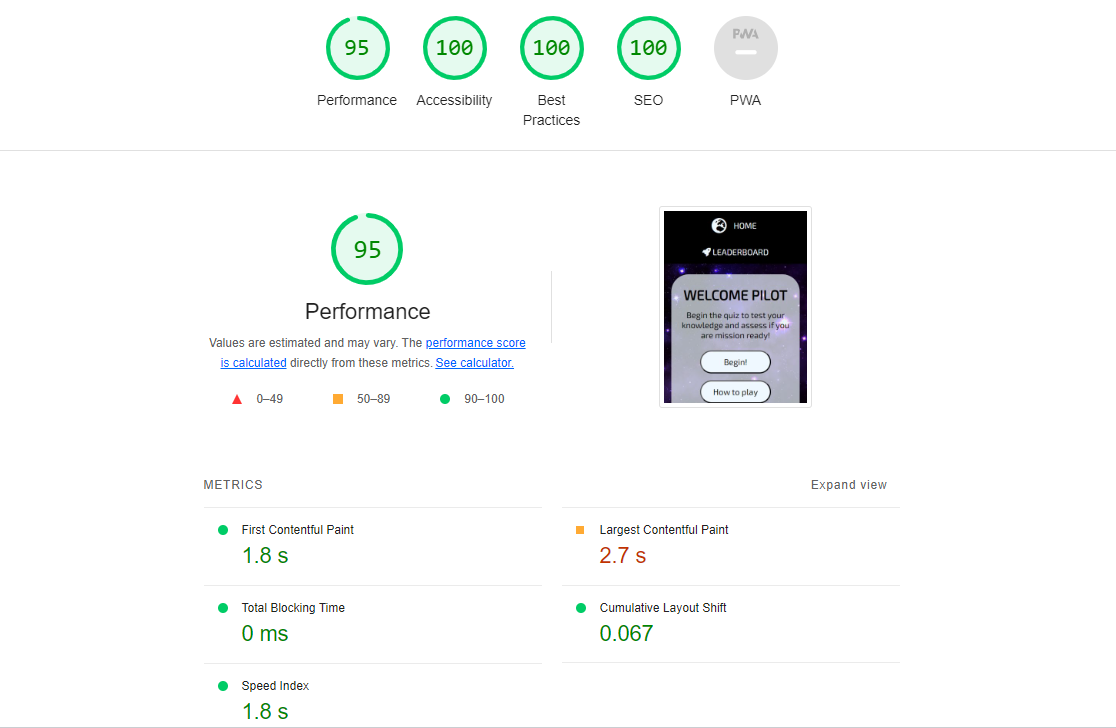 95
100
100
100
PWA
Performance
Accessibility
Best
Practices
SEO
PWA
95
Performance
Values are estimated and may vary. The performance score
is calculated directly from these metrics. See calculator.
0–49
50–89
90–100
HOME
LEADERBOARD
WELCOME PILOT
Begin the quiz to test your
knowledge and assess if you
are mission ready!
Begin!
How to play
METRICS
Expand view
First Contentful Paint
1.8 s
Largest Contentful Paint
2.7 s
Total Blocking Time
0 ms
Cumulative Layout Shift
0.067
Speed Index
1.8 s